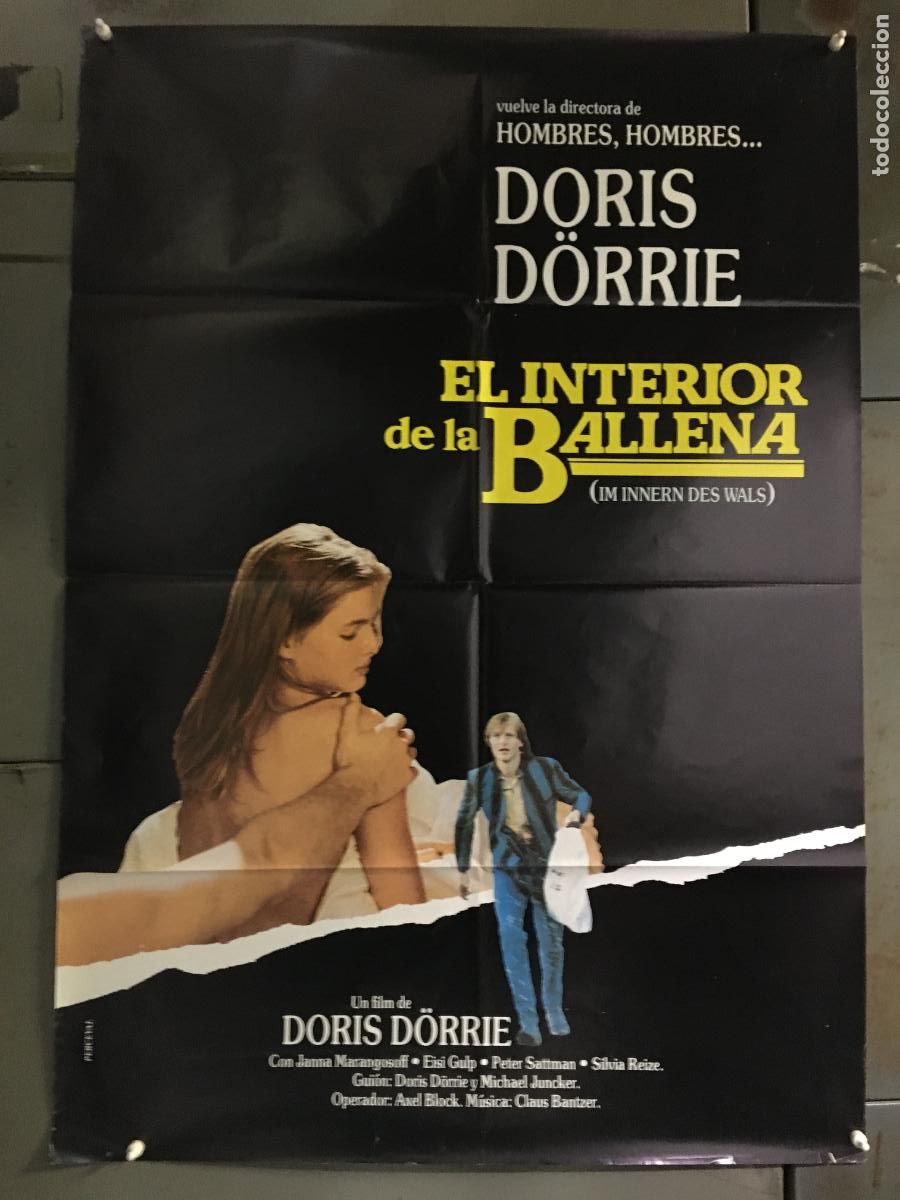 vuelve la directora de
HOMBRES, HOMBRES...
DORIS
DÖRRIE
EL INTERIOR
de la BALLENA
(IM INNERN DES WALS)
Un film de
DORIS DÖRRIE
Con Janna Marangosoff • Eisi Gulp • Peter Sattman • Silvia Reize.
Guión: Doris Dörrie y Michael Juncker.
Operador: Axel Block. Música: Claus Bantzer.
PERCEVAL
todocoleccion